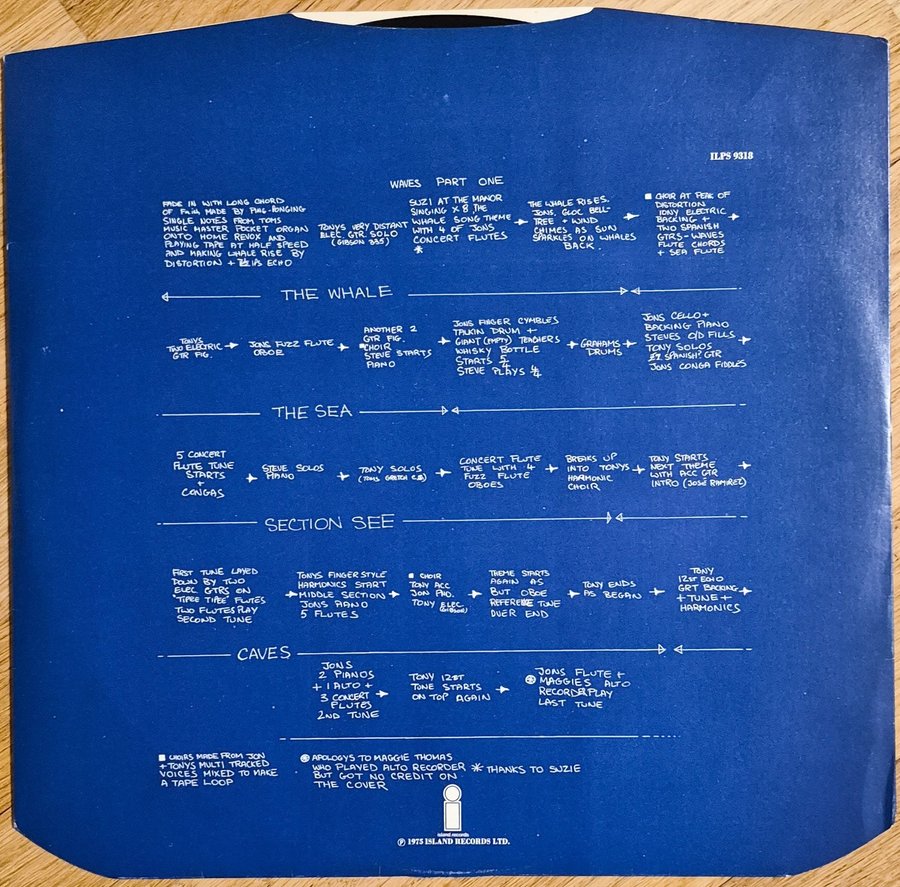 ILPS 9318
WAVES PART ONE
FADE IN WITH LONG CHORD
OF F MADE BY PING-PONGING
SINGLE NOTES FROM TOMS
MUSIC MASTER POCKET ORGAN
ONTO HOME REVOX AND
PLAYING TAPE AT HALF SPEED
AND MAKING WHALE RISE BY
DISTORTION + ECHO
TONYS VERY DISTANT
ELEC GTR. SOLO
(GIBSON 335)
SUZI AT THE MANOR
SINGING X 8 THE
WHALE SONG THEME
WITH 4 OF JONS
CONCERT FLUTES
*
THE WHALE RISES.
JONS, GLOC BELL-
TREE + WIND
CHIMES AS SUN
SPARKLES ON WHALES
BACK.
■ CHOIR AT PEAK OF
DISTORTION
TONY ELECTRIC
BACKING +
TWO SPANISH
GTRS-WAVES
FLUTE CHORDS
+ SEA FLUTE
THE WHALE
TONYS
TWO ELECTRIC
GTR FIG.
JONS FUZZ FLUTE
OBOE
ANOTHER 2
GTR FIG.
■CHOIR
STEVE STARTS
PIANO
JONS FINGER CYMBLES
TALKIN DRUM +
GIANT (EMPTY) TEACHERS
WHISKY BOTTLE
STARTS 5/4
STEVE PLAYS 4/4
GRAHAMS
DRUMS
JONS CELLO+
BACKING PIANO
STEVES O/D FILLS
TONY SOLOS
SPANISH GTR
JONS CONGA FIDDLES
THE SEA
5 CONCERT
FLUTE TUNE
STARTS
+
CONGAS
STEVE SOLOS
PIANO
TONY SOLOS
(TOMS GRETCH C.B)
CONCERT FLUTE
TUNE WITH 4
FUZZ FLUTE
OBOES
BREAKS UP
INTO TONYS
HARMONIC
CHOIR
TONY STARTS
NEXT THEME
WITH ACC GTR
INTRO (JOSÉ RAMIREZ)
SECTION SEE
FIRST TUNE LAYED
DOWN BY TWO
ELEC GTRS ON
'TIPEE TIPEE' FLUTES
TWO FLUTES PLAY
SECOND TUNE
TONYS FINGER STYLE
HARMONICS START
MIDDLE SECTION
JONS PIANO
5 FLUTES
■ CHOIR
TONY ACC
JON PNO.
TONY ELEC
(GIBSON)
THEME STARTS
AGAIN AS
BUT OBOE
REFERENCE TUNE
OVER END
TONY ENDS
AS BEGAN
TONY
12ST ECHO
GRT BACKING
+ TUNE +
HARMONICS
CAVES
JONS
2 PIANOS
+ 1 ALTO +
3 CONCERT
FLUTES
2ND TUNE
TONY 12ST
TUNE STARTS
ON TOP AGAIN
JONS FLUTE +
MAGGIES ALTO
RECORDER PLAY
LAST TUNE
■ CHOIRS MADE FROM JON
+ TONYS MULTI TRACKED
VOICES MIXED TO MAKE
A TAPE LOOP
APOLOGYS TO MAGGIE THOMAS
WHO PLAYED ALTO RECORDER
BUT GOT NO CREDIT ON
THE COVER
* THANKS TO SUZIE
i
island records
℗ 1975 ISLAND RECORDS LTD.